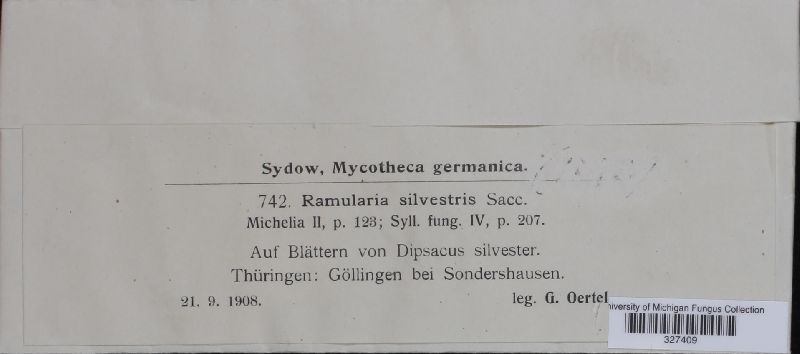 Sydow, Mycotheca germanica.
742. Ramularia silvestris Sacc.
Michelia II, p. 123; Syll. fung. IV, p. 207.
Auf Blättern von Dipsacus silvester.
Thüringen: Göllingen bei Sondershausen.
21. 9. 1908. leg. G. Oertel
niversity of Michigan Fungus Collection
327409